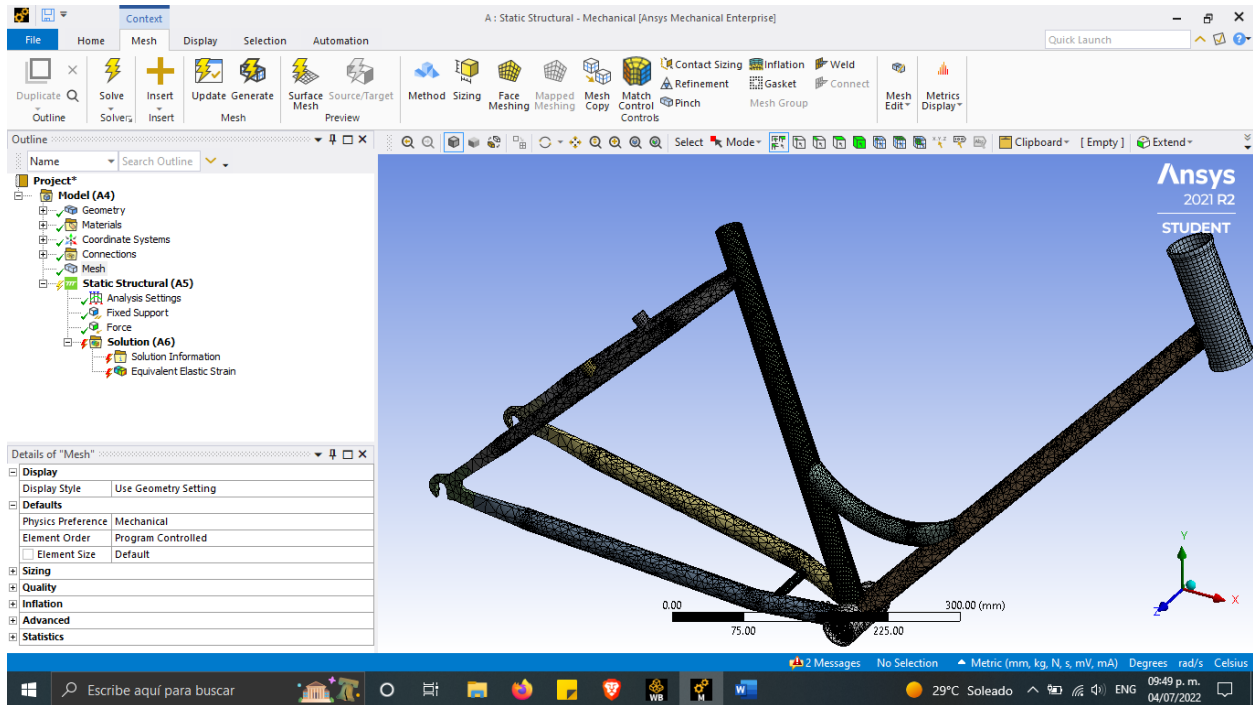 Context
A : Static Structural - Mechanical [Ansys Mechanical Enterprise]
File Home Mesh Display Selection Automation
Quick Launch
Duplicate
Solve
Insert
Update Generate
Surface Mesh
Source/Target
Method Sizing
Face Meshing
Mapped Meshing
Mesh Copy
Match Control
Contact Sizing
Refinement
Pinch
Inflation
Gasket
Mesh Group
Weld
Connect
Mesh Edit
Metrics Display
Outline Solvers Insert Mesh Preview Controls
Outline
Select Mode Clipboard [ Empty ] Extend
Name Search Outline
Project*
Model (A4)
Geometry
Materials
Coordinate Systems
Connections
Mesh
Static Structural (A5)
Analysis Settings
Fixed Support
Force
Solution (A6)
Solution Information
Equivalent Elastic Strain
Details of "Mesh"
Display
Display Style Use Geometry Setting
Defaults
Physics Preference Mechanical
Element Order Program Controlled
Element Size Default
Sizing
Quality
Inflation
Advanced
Statistics
Ansys
2021 R2
STUDENT
0.00 300.00 (mm)
75.00 225.00
Y
X
Z
2 Messages No Selection Metric (mm, kg, N, s, mV, mA) Degrees rad/s Celsius
Escribe aquí para buscar
WB
M
W
29°C Soleado
ENG
09:49 p. m.
04/07/2022